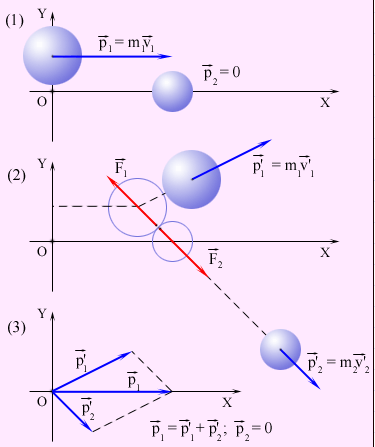 (1)
Y
p⃗₁ = m₁v⃗₁
p⃗₂ = 0
O
X
(2)
Y
F⃗₁
p⃗'₁ = m₁v⃗'₁
O
X
F⃗₂
p⃗'₂ = m₂v⃗'₂
(3)
Y
p⃗'₁
p⃗₁
p⃗'₂
O
X
p⃗₁ = p⃗'₁ + p⃗'₂; p⃗₂ = 0